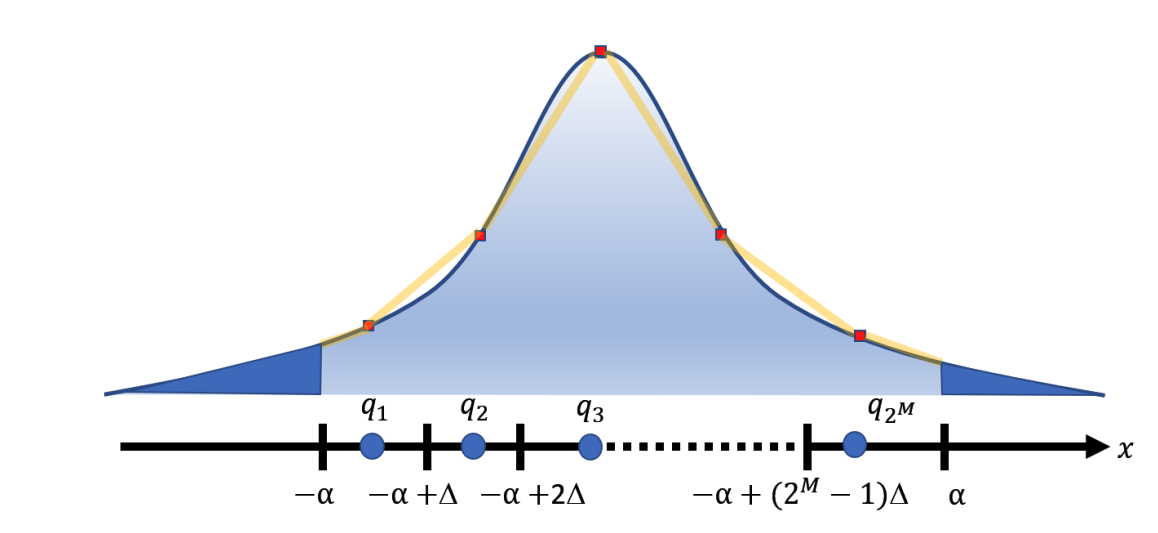 q₁ q₂ q₃ q₂ᴹ
x
−α −α +Δ −α +2Δ −α + (2ᴹ − 1)Δ α